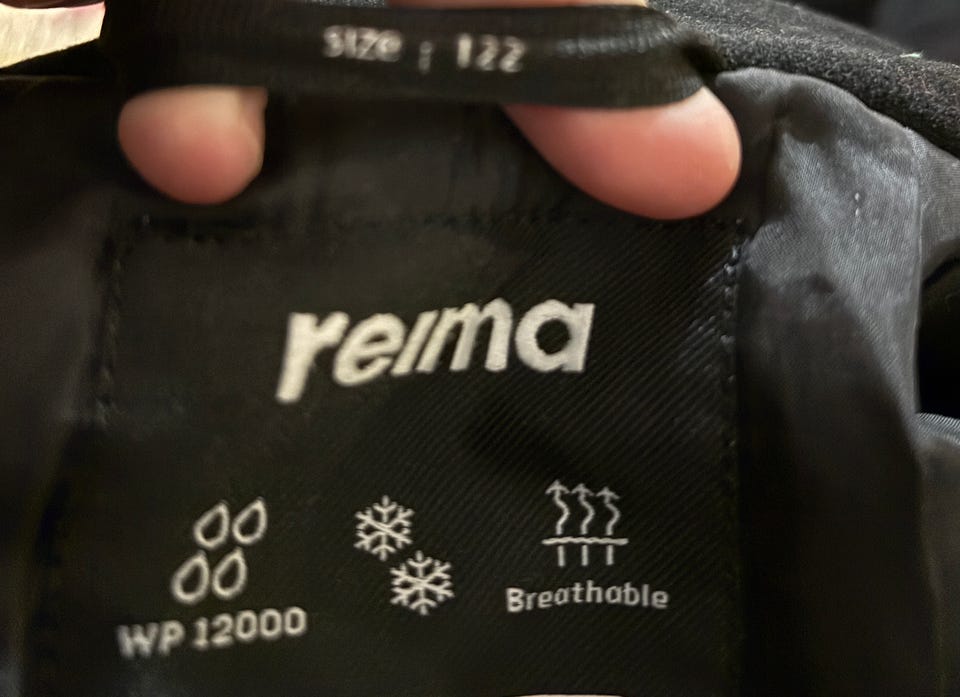 size : 122
reima
Breathable
WP 12000